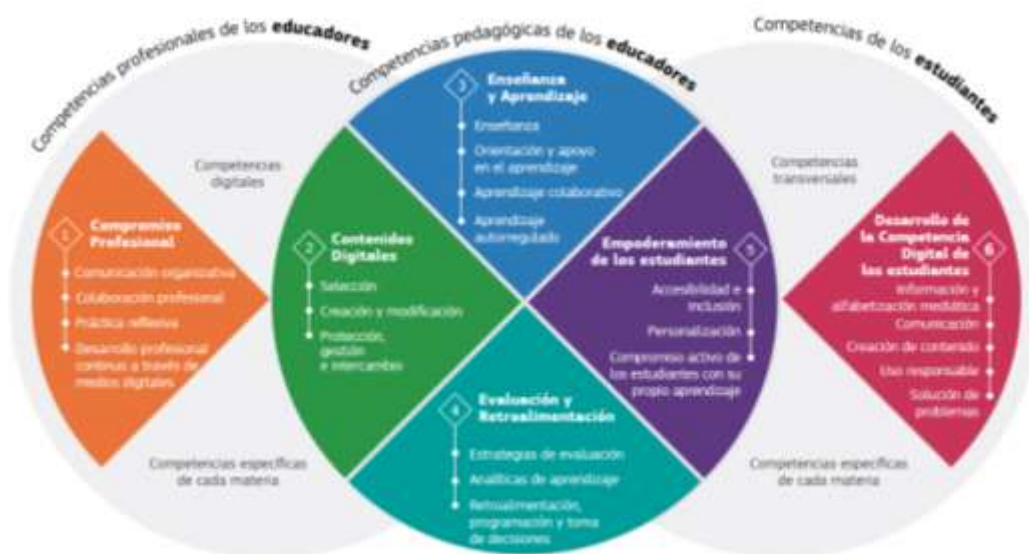 Competencias profesionales de los educadores
Competencias pedagógicas de los educadores
Competencias de los estudiantes
Competencias
digitales
Competencias
transversales
1
Compromiso
Profesional
Comunicación organizativa
Colaboración profesional
Práctica reflexiva
Desarrollo profesional
continuo a través de
medios digitales
2
Contenidos
Digitales
Selección
Creación y modificación
Protección,
gestión
e intercambio
3
Enseñanza
y Aprendizaje
Enseñanza
Orientación y apoyo
en el aprendizaje
Aprendizaje colaborativo
Aprendizaje
autorregulado
4
Evaluación y
Retroalimentación
Estrategias de evaluación
Analíticas de aprendizaje
Retroalimentación,
programación y toma
de decisiones
5
Empoderamiento
de los estudiantes
Accesibilidad e
inclusión
Personalización
Compromiso activo de
los estudiantes con su
propio aprendizaje
6
Desarrollo de
la Competencia
Digital de
los estudiantes
Información y
alfabetización mediática
Comunicación
Creación de contenido
Uso responsable
Solución de
problemas
Competencias específicas
de cada materia
Competencias específicas
de cada materia